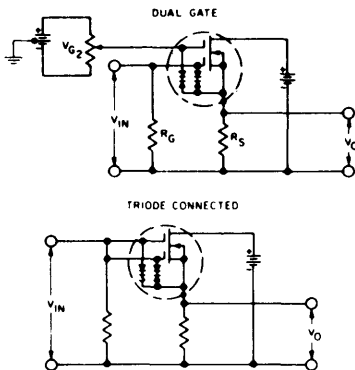 DUAL GATE
VG2
VIN
RG
RS
VO
TRIODE CONNECTED
VIN
VO